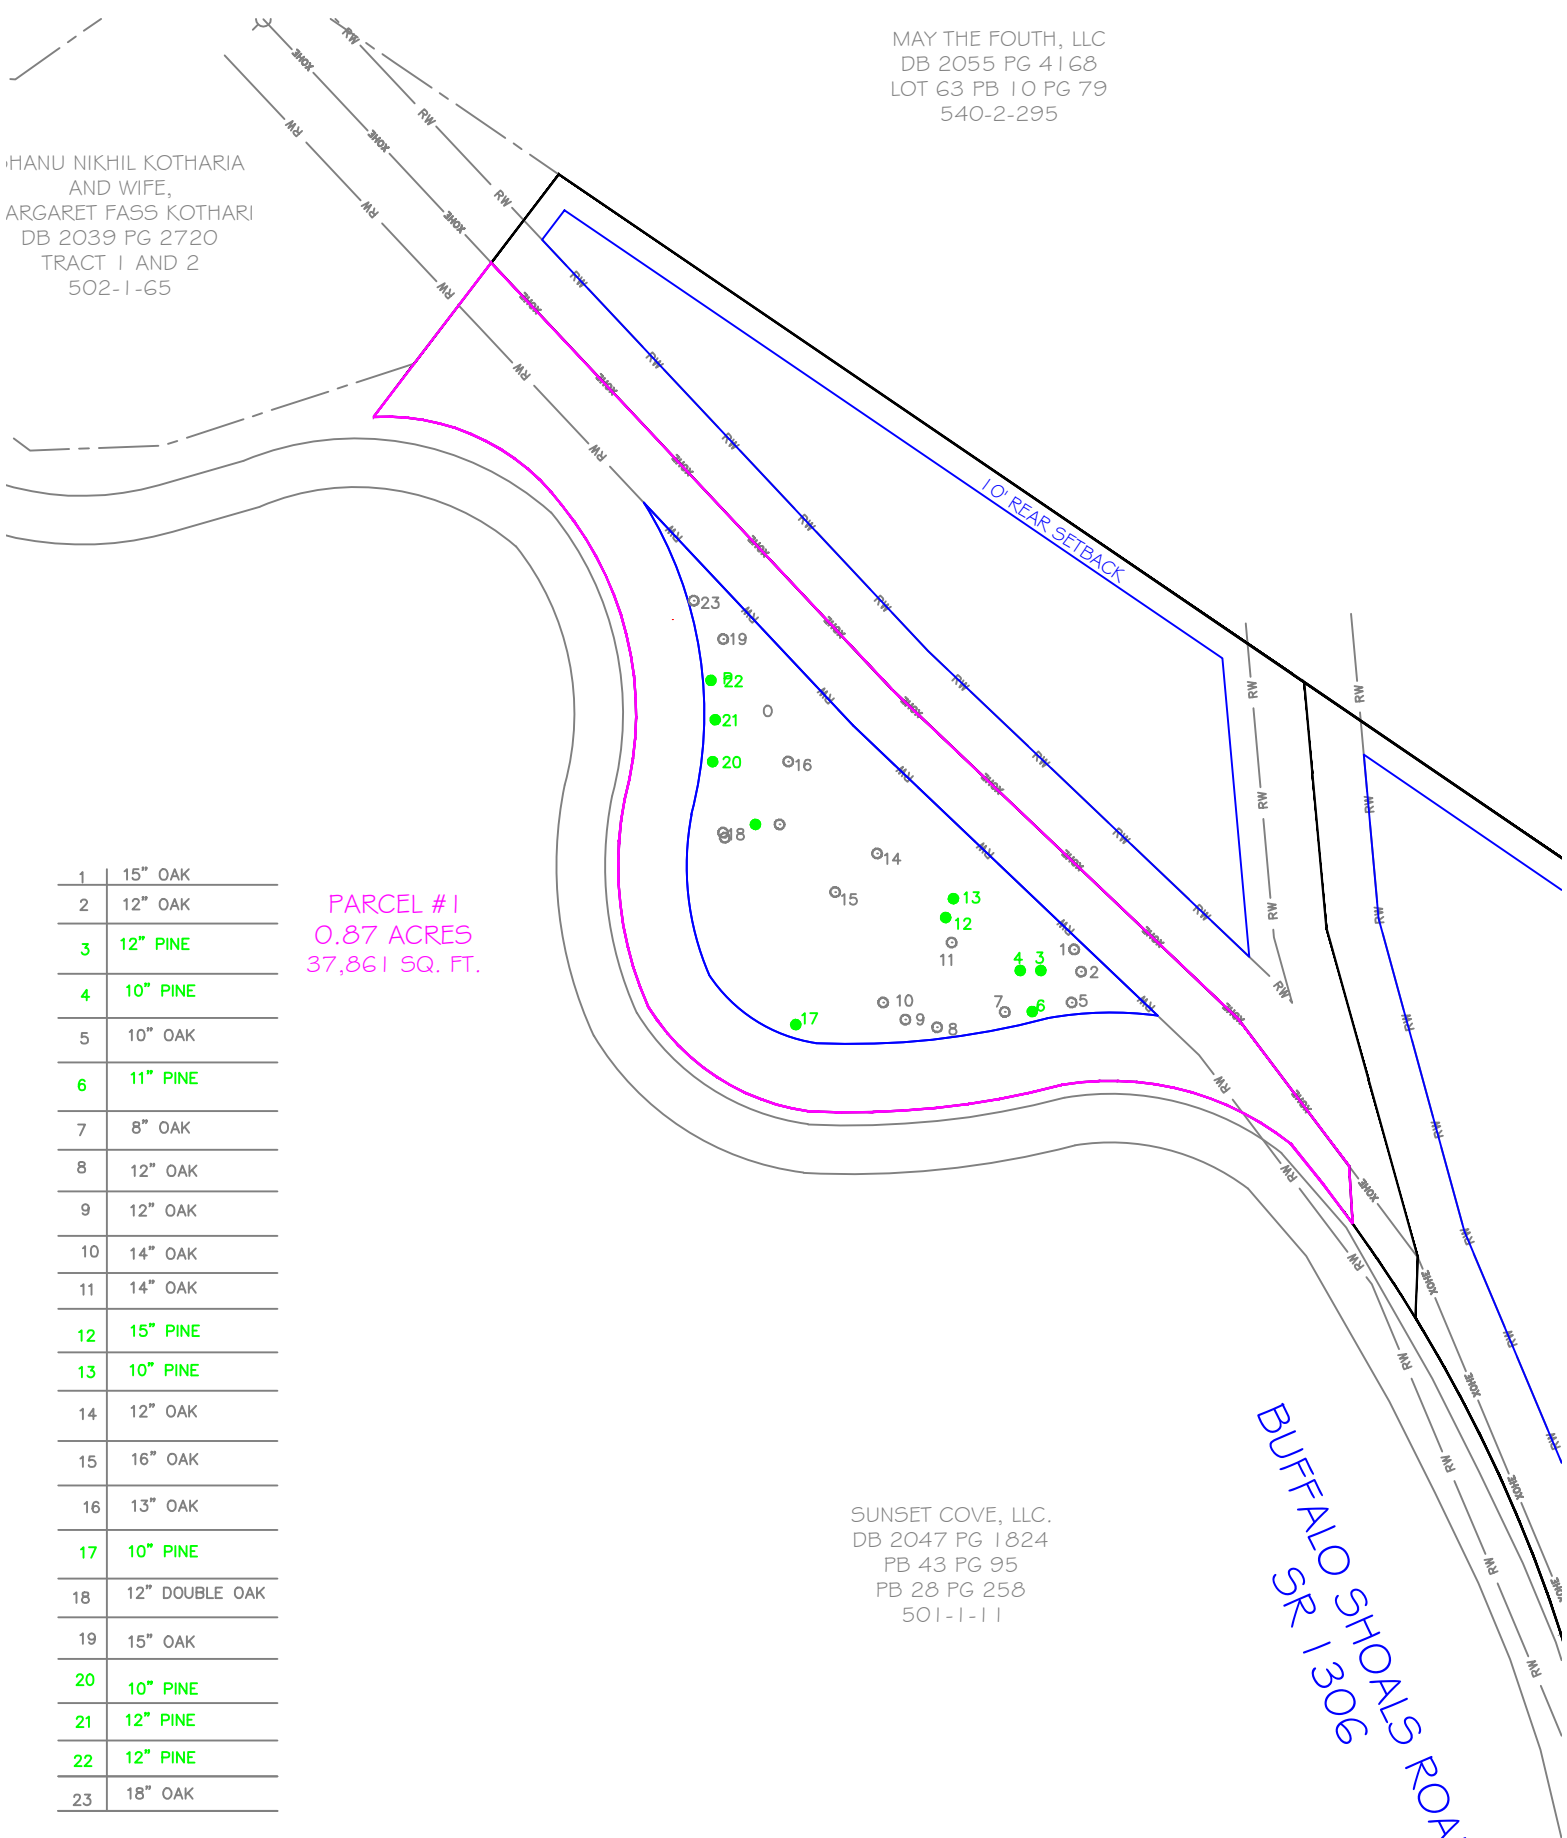 MAY THE FOUTH, LLC
DB 2055 PG 4168
LOT 63 PB 10 PG 79
540-2-295
HANU NIKHIL KOTHARIA
AND WIFE,
ARGARET FASS KOTHARI
DB 2039 PG 2720
TRACT 1 AND 2
502-1-65
10' REAR SETBACK
23
19
P
22
O
21
20
16
18
14
15
13
12
11
1
4 3
2
10
7
5
6
9
8
17
PARCEL #1
0.87 ACRES
37,861 SQ. FT.
1 15" OAK
2 12" OAK
3 12" PINE
4 10" PINE
5 10" OAK
6 11" PINE
7 8" OAK
8 12" OAK
9 12" OAK
10 14" OAK
11 14" OAK
12 15" PINE
13 10" PINE
14 12" OAK
15 16" OAK
16 13" OAK
17 10" PINE
18 12" DOUBLE OAK
19 15" OAK
20 10" PINE
21 12" PINE
22 12" PINE
23 18" OAK
SUNSET COVE, LLC.
DB 2047 PG 1824
PB 43 PG 95
PB 28 PG 258
501-1-11
BUFFALO SHOALS ROA
SR 1306
RW
XOHE